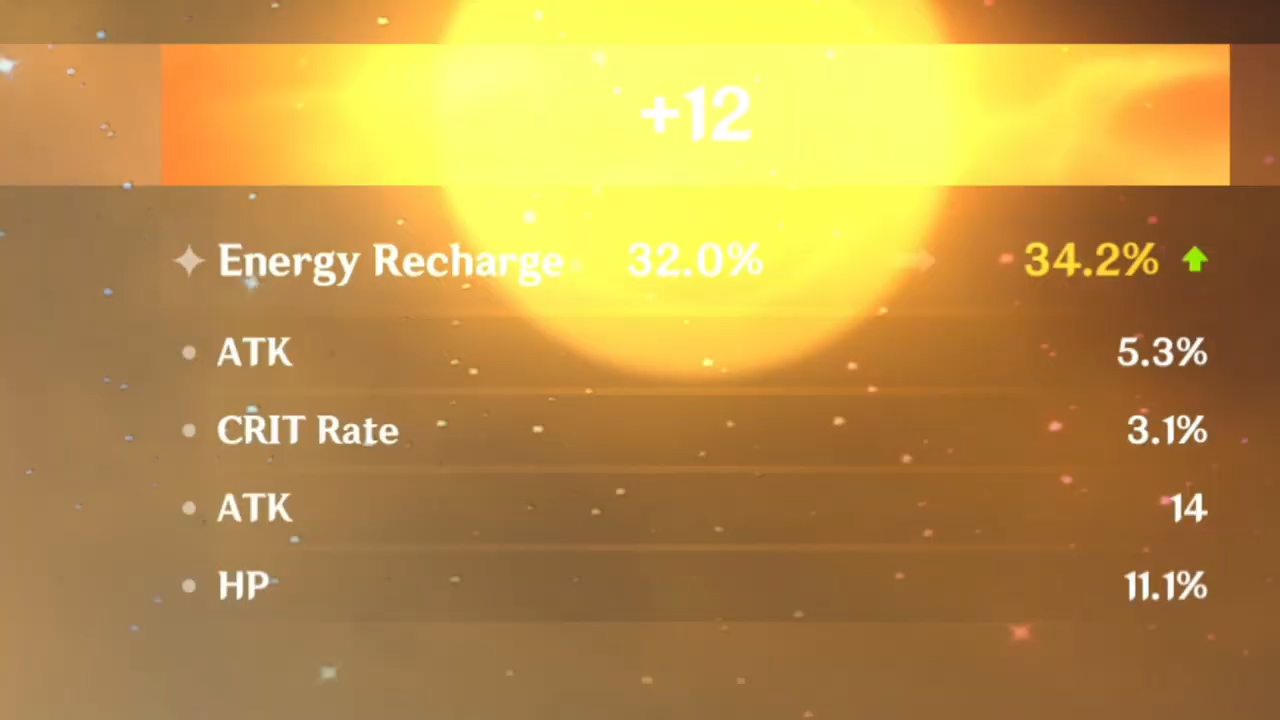 +12
Energy Recharge 32.0% 34.2%
ATK 5.3%
CRIT Rate 3.1%
ATK 14
HP 11.1%